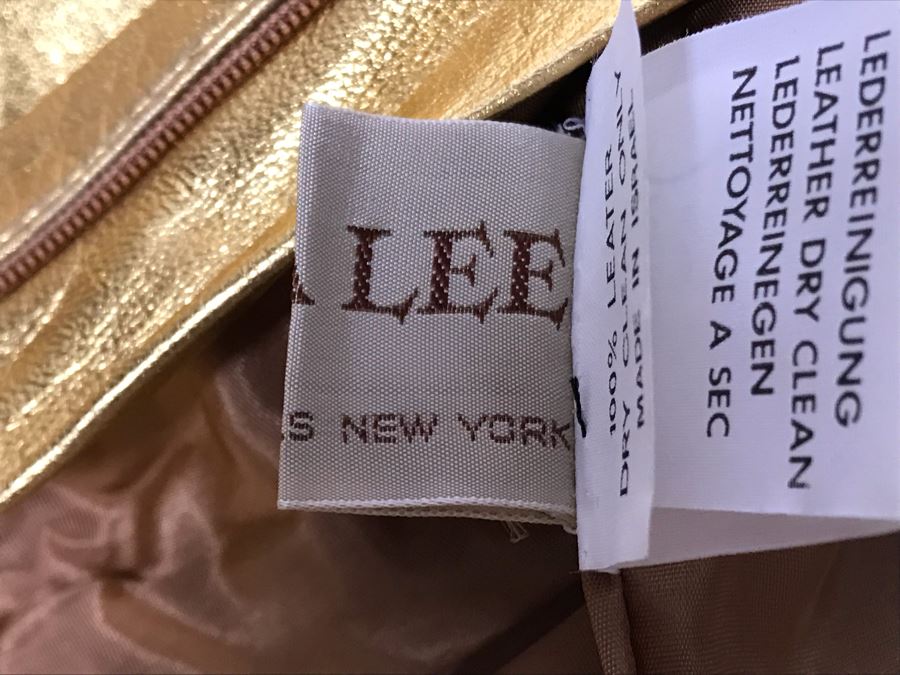 LEE
S NEW YORK
100% LEATER
DRY CLEAN ONLY
MADE IN ISRAEL
LEDERREINIGUNG
LEATHER DRY CLEAN
LEDERREINEGEN
NETTOYAGE A SEC